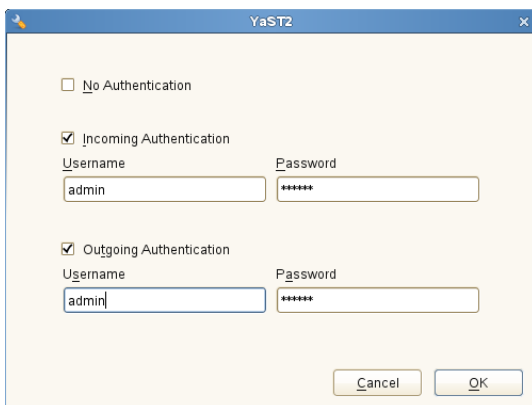 YaST2
No Authentication
Incoming Authentication
Username Password
admin ******
Outgoing Authentication
Username Password
admin ******
Cancel OK